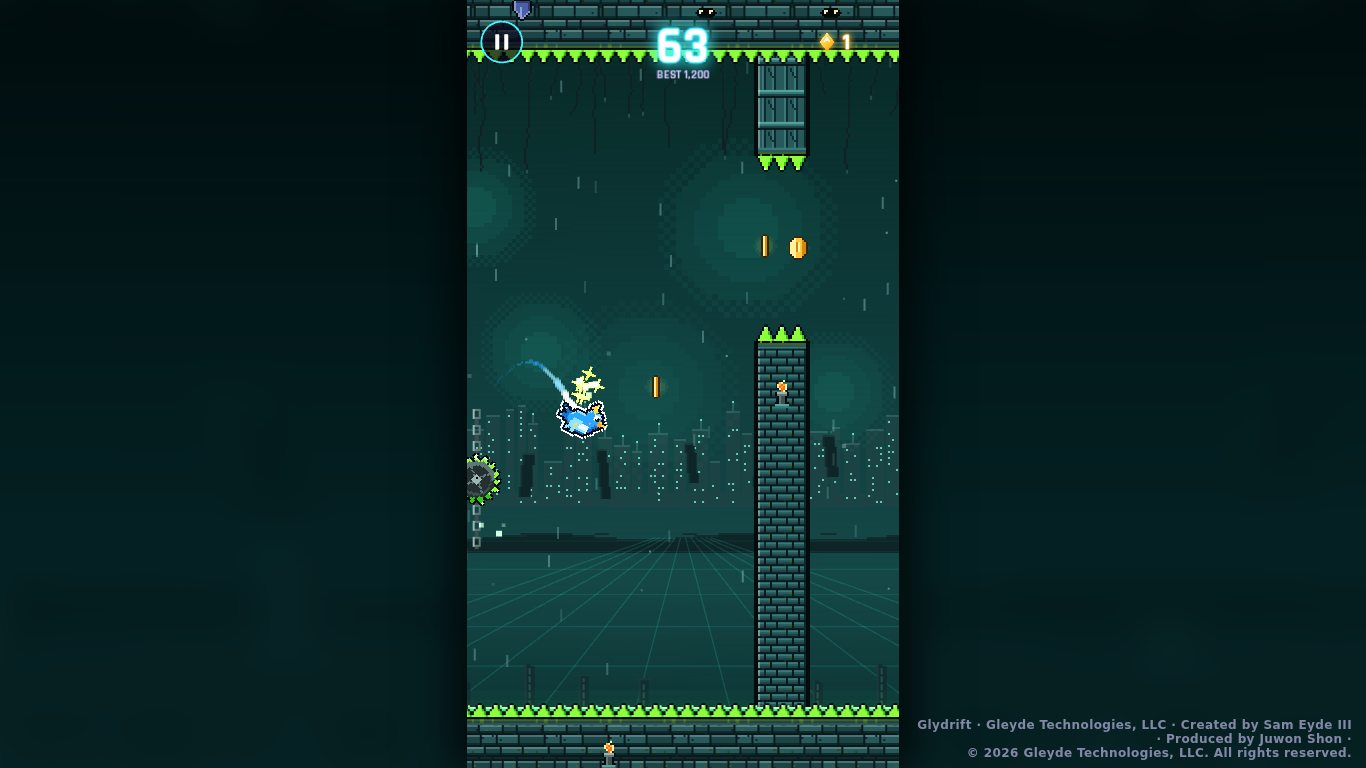 63
1
BEST 1,200
Glydrift · Gleyde Technologies, LLC · Created by Sam Eyde III
· Produced by Juwon Shon ·
© 2026 Gleyde Technologies, LLC. All rights reserved.